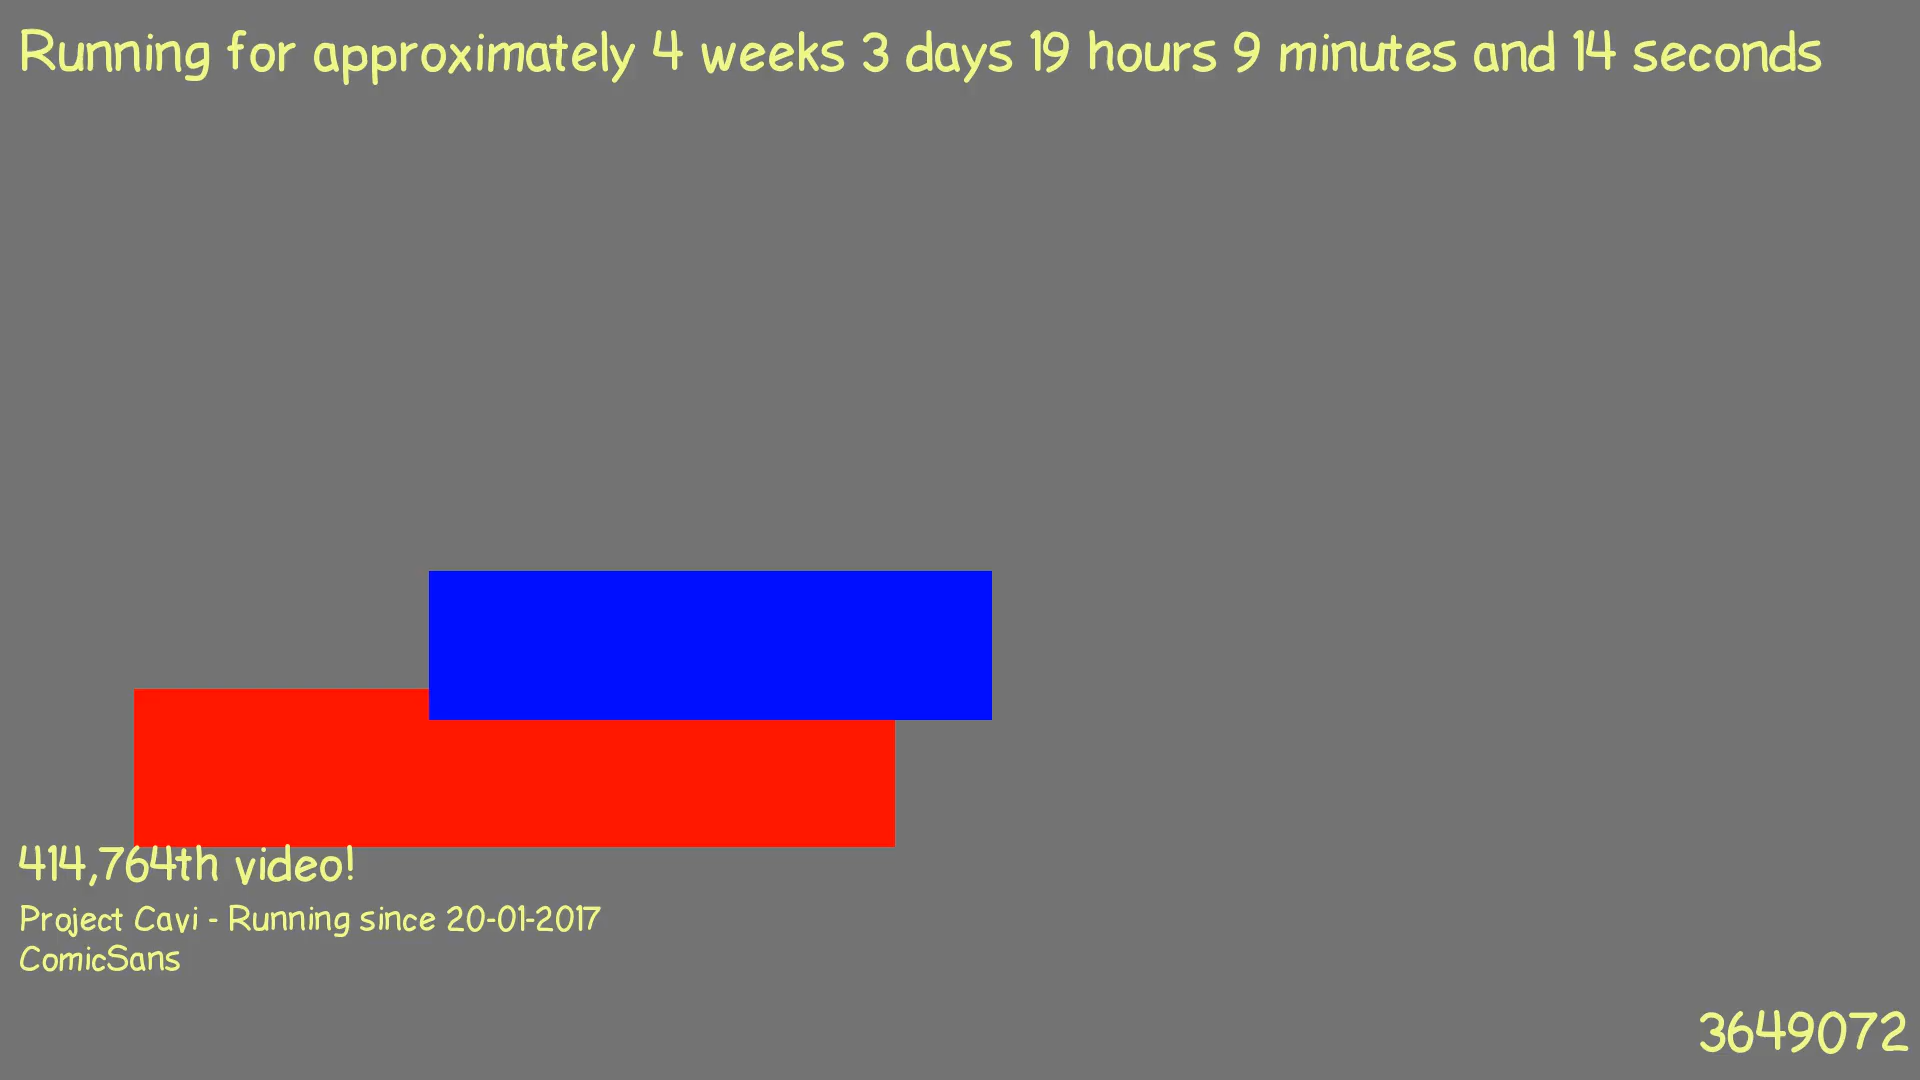 Running for approximately 4 weeks 3 days 19 hours 9 minutes and 14 seconds
414,764th video!
Project Cavi - Running since 20-01-2017
ComicSans
3649072